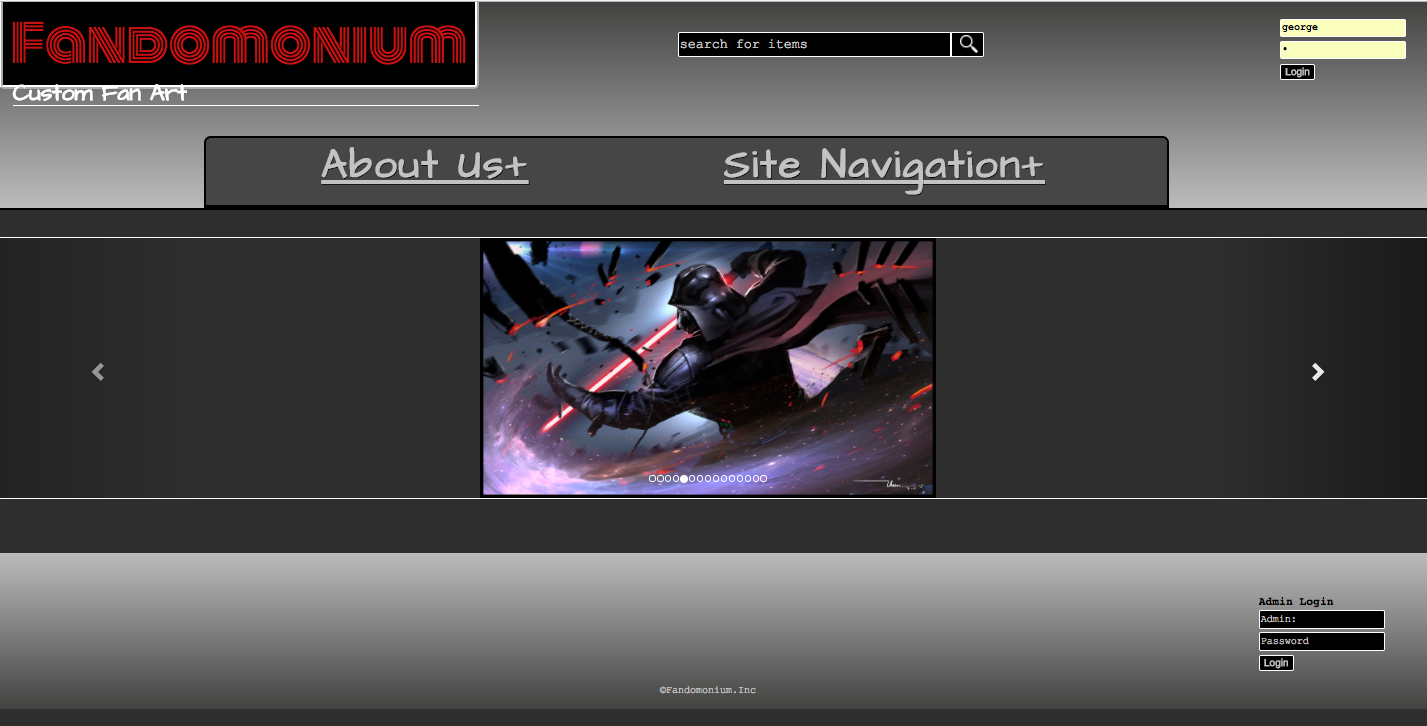 Fandomonium
Custom Fan Art
search for items
george
•
Login
About Us+
Site Navigation+
Admin Login
Admin:
Password
Login
©Fandomonium.Inc